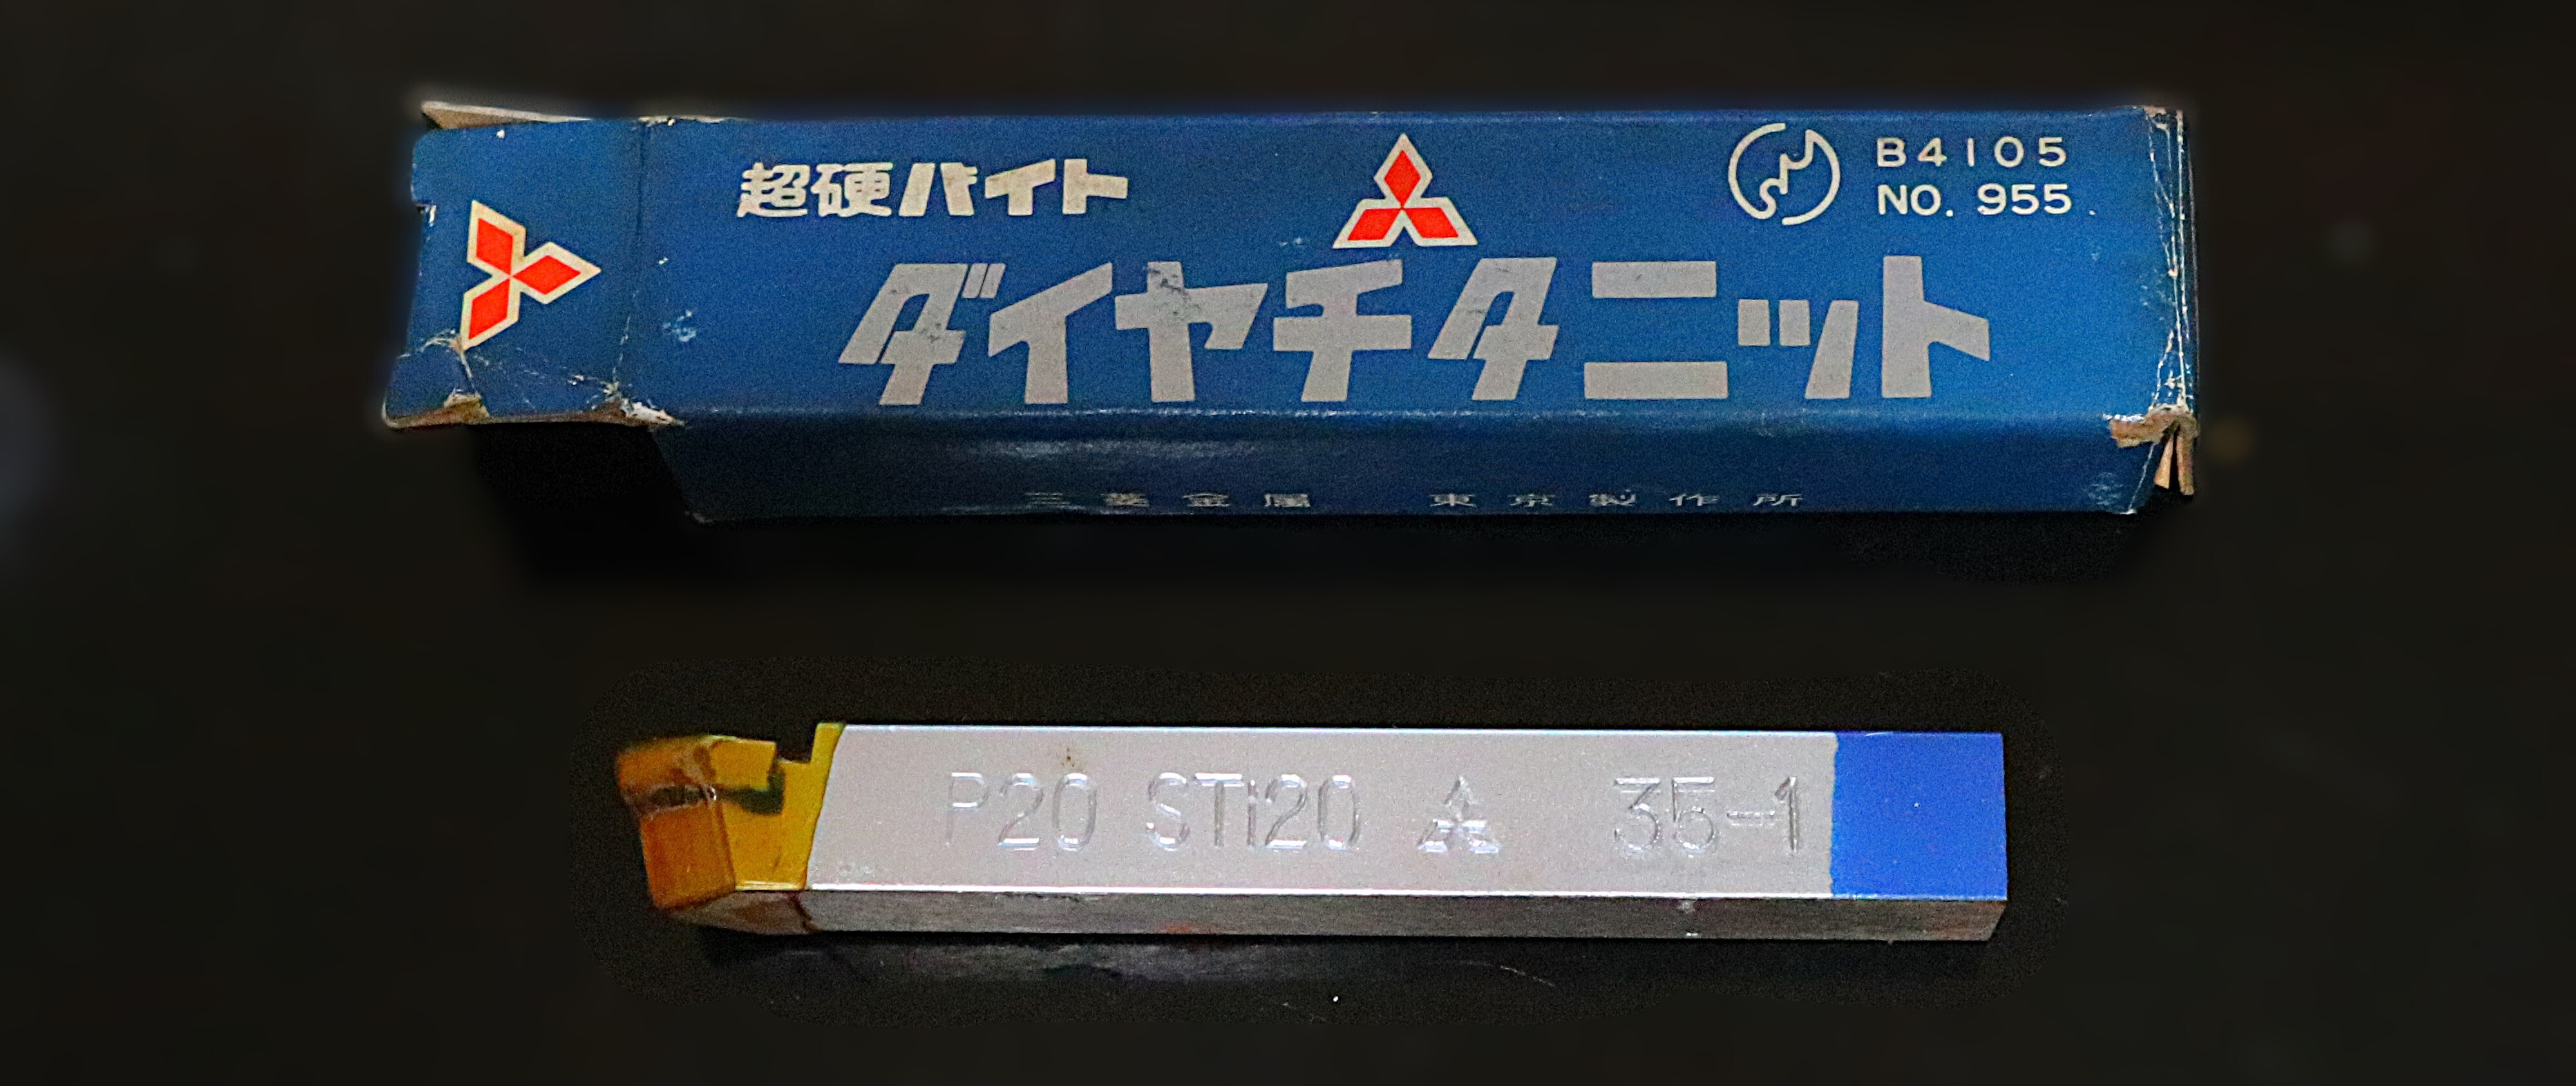 超硬バイト
B4105
NO. 955.
ダイヤチタニット
三菱金属 東京製作所
P20 STi20 35-1